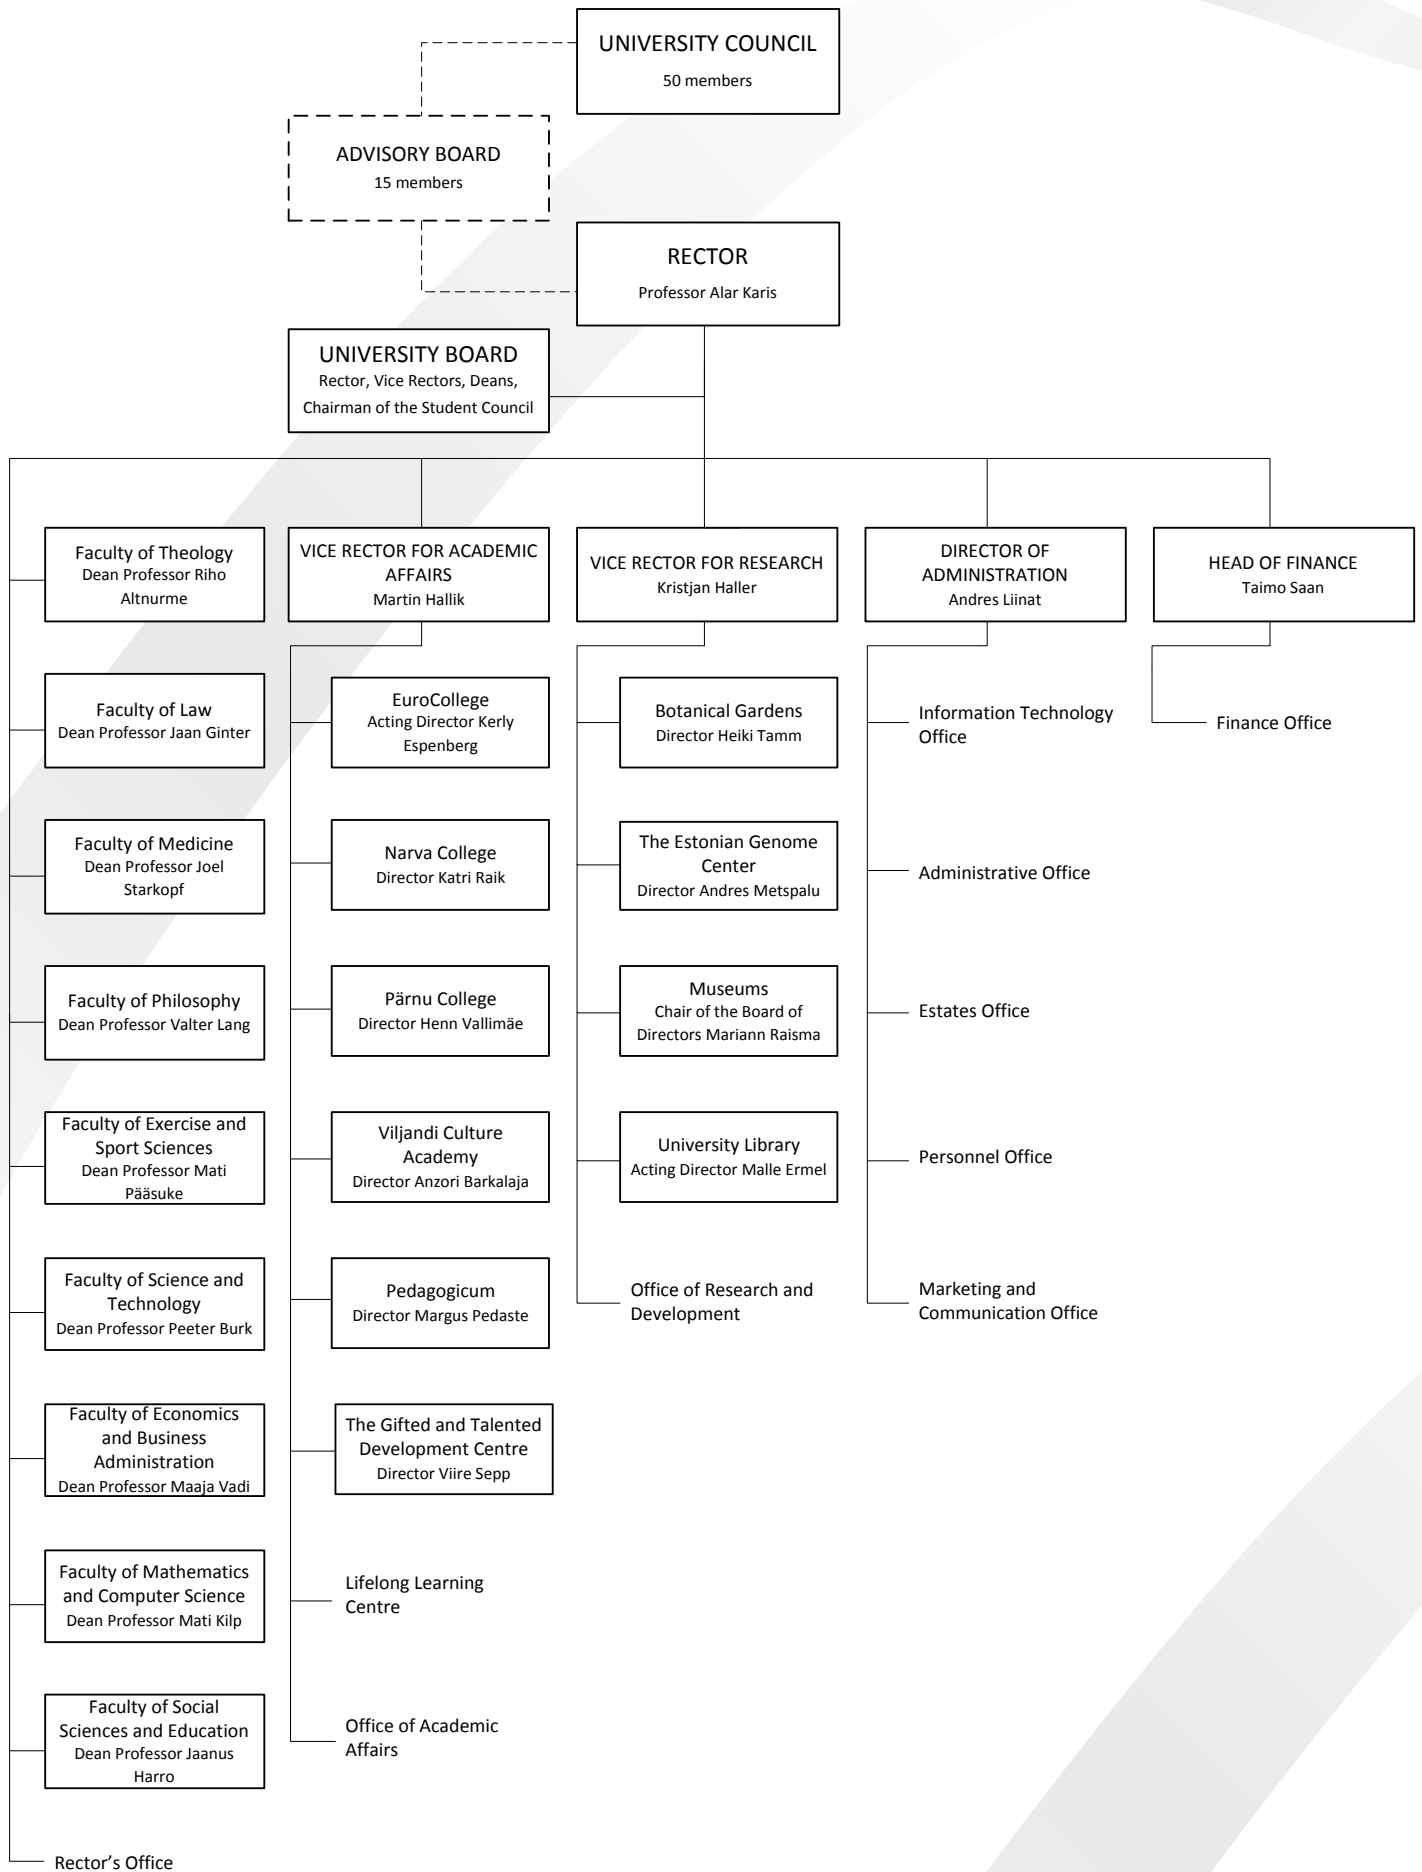 UNIVERSITY COUNCIL
50 members
ADVISORY BOARD
15 members
RECTOR
Professor Alar Karis
UNIVERSITY BOARD
Rector, Vice Rectors, Deans,
Chairman of the Student Council
Faculty of Theology
Dean Professor Riho
Altnurme
VICE RECTOR FOR ACADEMIC
AFFAIRS
Martin Hallik
VICE RECTOR FOR RESEARCH
Kristjan Haller
DIRECTOR OF
ADMINISTRATION
Andres Liinat
HEAD OF FINANCE
Taimo Saan
Faculty of Law
Dean Professor Jaan Ginter
Faculty of Medicine
Dean Professor Joel
Starkopf
Faculty of Philosophy
Dean Professor Valter Lang
Faculty of Exercise and
Sport Sciences
Dean Professor Mati
Pääsuke
Faculty of Science and
Technology
Dean Professor Peeter Burk
Faculty of Economics
and Business
Administration
Dean Professor Maaja Vadi
Faculty of Mathematics
and Computer Science
Dean Professor Mati Kilp
Faculty of Social
Sciences and Education
Dean Professor Jaanus
Harro
Rector's Office
EuroCollege
Acting Director Kerly
Espenberg
Narva College
Director Katri Raik
Pärnu College
Director Henn Vallimäe
Viljandi Culture
Academy
Director Anzori Barkalaja
Pedagogicum
Director Margus Pedaste
The Gifted and Talented
Development Centre
Director Viire Sepp
Lifelong Learning
Centre
Office of Academic
Affairs
Botanical Gardens
Director Heiki Tamm
The Estonian Genome
Center
Director Andres Metspalu
Museums
Chair of the Board of
Directors Mariann Raisma
University Library
Acting Director Malle Ermel
Office of Research and
Development
Information Technology
Office
Administrative Office
Estates Office
Personnel Office
Marketing and
Communication Office
Finance Office